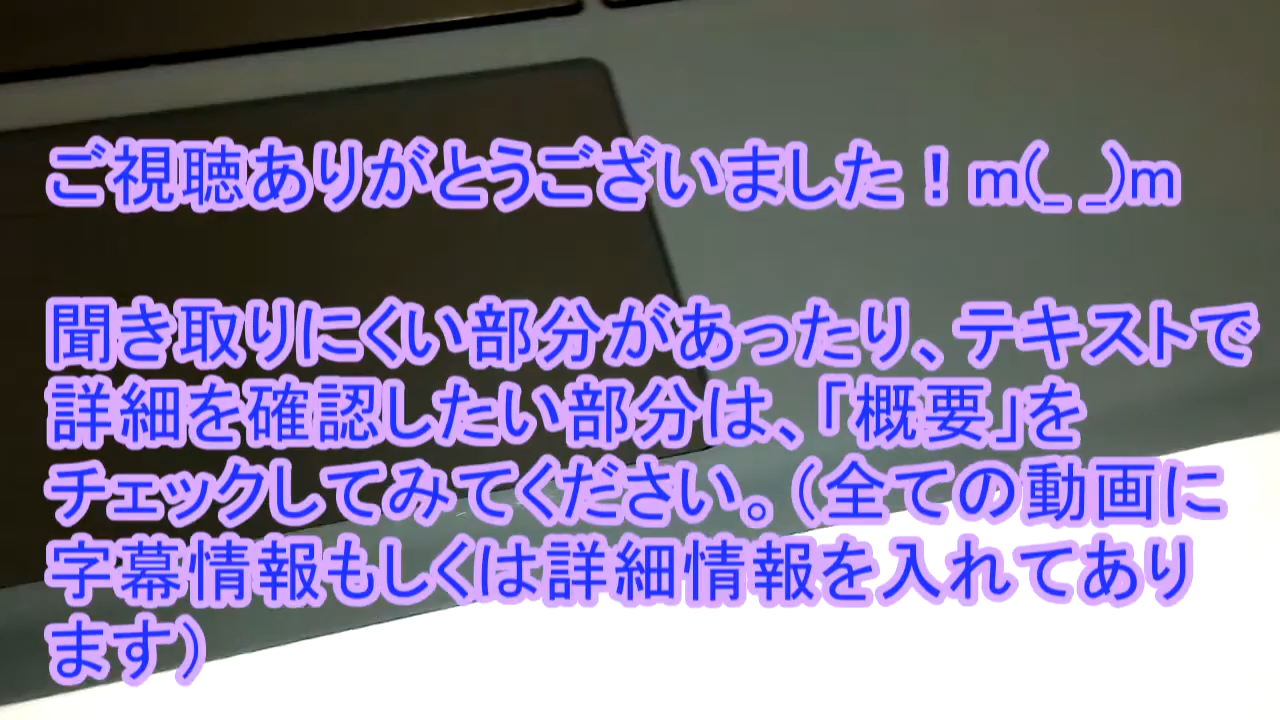 ご視聴ありがとうございました！m(_ _)m
聞き取りにくい部分があったり、テキストで
詳細を確認したい部分は、「概要」を
チェックしてみてください。（全ての動画に
字幕情報もしくは詳細情報を入れてあり
ます）